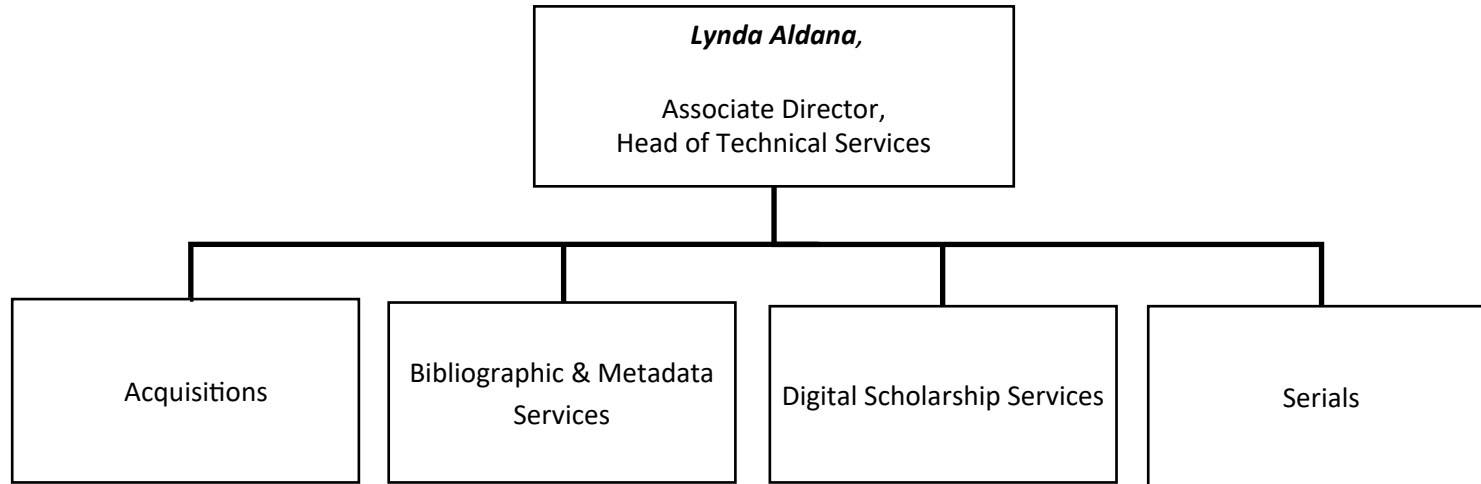 Lynda Aldana,
Associate Director,
Head of Technical Services
Acquisitions
Bibliographic & Metadata
Services
Digital Scholarship Services
Serials